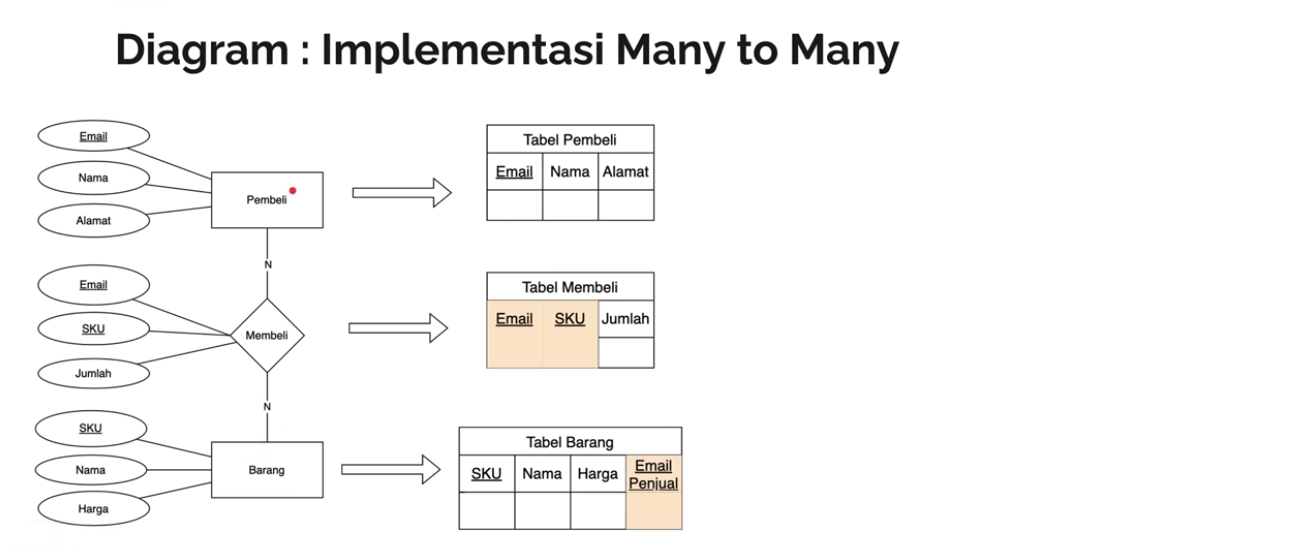 Diagram : Implementasi Many to Many
Email
Nama
Alamat
Pembeli
N
Email
SKU
Jumlah
Membeli
N
SKU
Nama
Harga
Barang
Tabel Pembeli
Email Nama Alamat
Tabel Membeli
Email SKU Jumlah
Tabel Barang
SKU Nama Harga Email
Penjual